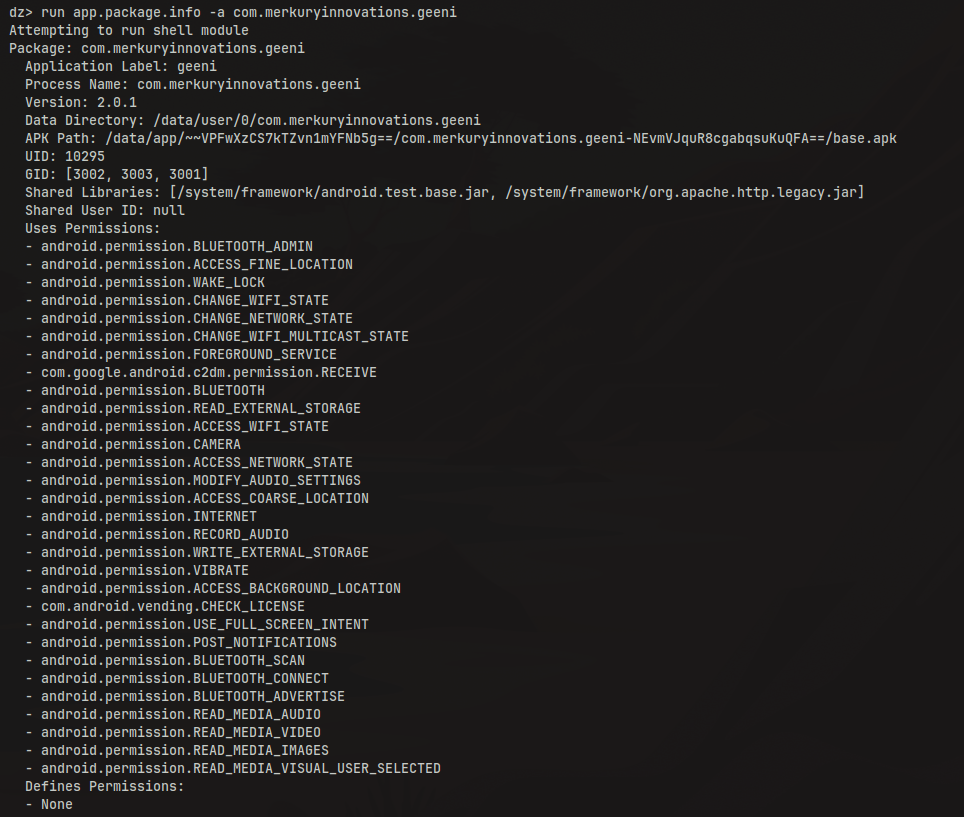 dz> run app.package.info -a com.merkuryinnovations.geeni
Attempting to run shell module
Package: com.merkuryinnovations.geeni
  Application Label: geeni
  Process Name: com.merkuryinnovations.geeni
  Version: 2.0.1
  Data Directory: /data/user/0/com.merkuryinnovations.geeni
  APK Path: /data/app/~~VPFwXzCS7kTZvn1mYFNb5g==/com.merkuryinnovations.geeni-NEvmVJquR8cgabqsuKuQFA==/base.apk
  UID: 10295
  GID: [3002, 3003, 3001]
  Shared Libraries: [/system/framework/android.test.base.jar, /system/framework/org.apache.http.legacy.jar]
  Shared User ID: null
  Uses Permissions:
  - android.permission.BLUETOOTH_ADMIN
  - android.permission.ACCESS_FINE_LOCATION
  - android.permission.WAKE_LOCK
  - android.permission.CHANGE_WIFI_STATE
  - android.permission.CHANGE_NETWORK_STATE
  - android.permission.CHANGE_WIFI_MULTICAST_STATE
  - android.permission.FOREGROUND_SERVICE
  - com.google.android.c2dm.permission.RECEIVE
  - android.permission.BLUETOOTH
  - android.permission.READ_EXTERNAL_STORAGE
  - android.permission.ACCESS_WIFI_STATE
  - android.permission.CAMERA
  - android.permission.ACCESS_NETWORK_STATE
  - android.permission.MODIFY_AUDIO_SETTINGS
  - android.permission.ACCESS_COARSE_LOCATION
  - android.permission.INTERNET
  - android.permission.RECORD_AUDIO
  - android.permission.WRITE_EXTERNAL_STORAGE
  - android.permission.VIBRATE
  - android.permission.ACCESS_BACKGROUND_LOCATION
  - com.android.vending.CHECK_LICENSE
  - android.permission.USE_FULL_SCREEN_INTENT
  - android.permission.POST_NOTIFICATIONS
  - android.permission.BLUETOOTH_SCAN
  - android.permission.BLUETOOTH_CONNECT
  - android.permission.BLUETOOTH_ADVERTISE
  - android.permission.READ_MEDIA_AUDIO
  - android.permission.READ_MEDIA_VIDEO
  - android.permission.READ_MEDIA_IMAGES
  - android.permission.READ_MEDIA_VISUAL_USER_SELECTED
  Defines Permissions:
  - None